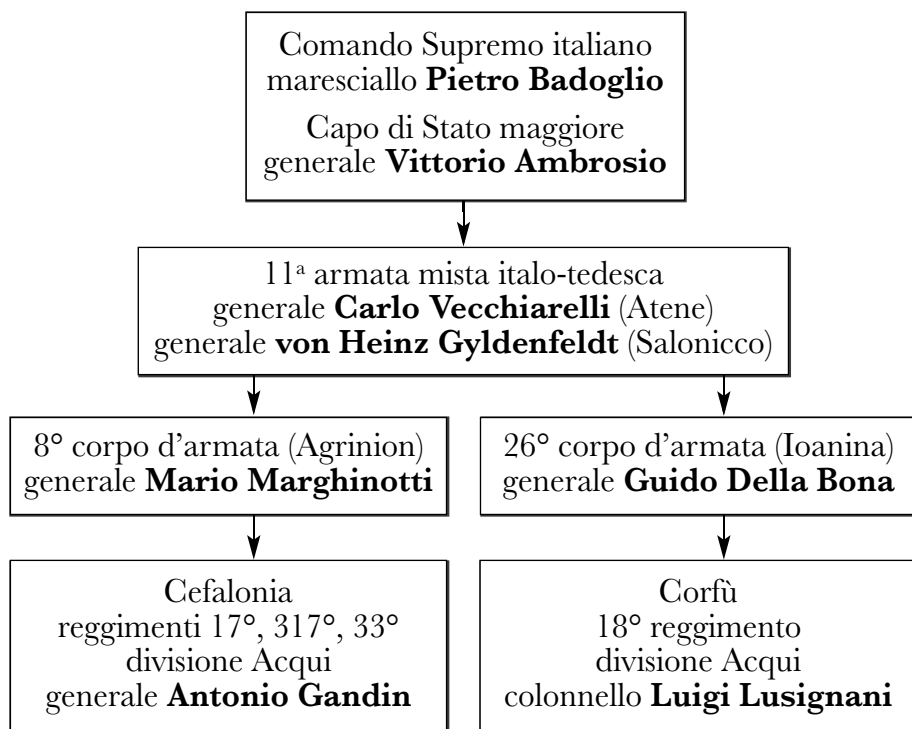 Comando Supremo italiano
maresciallo Pietro Badoglio
Capo di Stato maggiore
generale Vittorio Ambrosio
11ª armata mista italo-tedesca
generale Carlo Vecchiarelli (Atene)
generale von Heinz Gyldenfeldt (Salonicco)
8° corpo d'armata (Agrinion)
generale Mario Marghinotti
26° corpo d'armata (Ioanina)
generale Guido Della Bona
Cefalonia
reggimenti 17°, 317°, 33°
divisione Acqui
generale Antonio Gandin
Corfù
18° reggimento
divisione Acqui
colonnello Luigi Lusignani